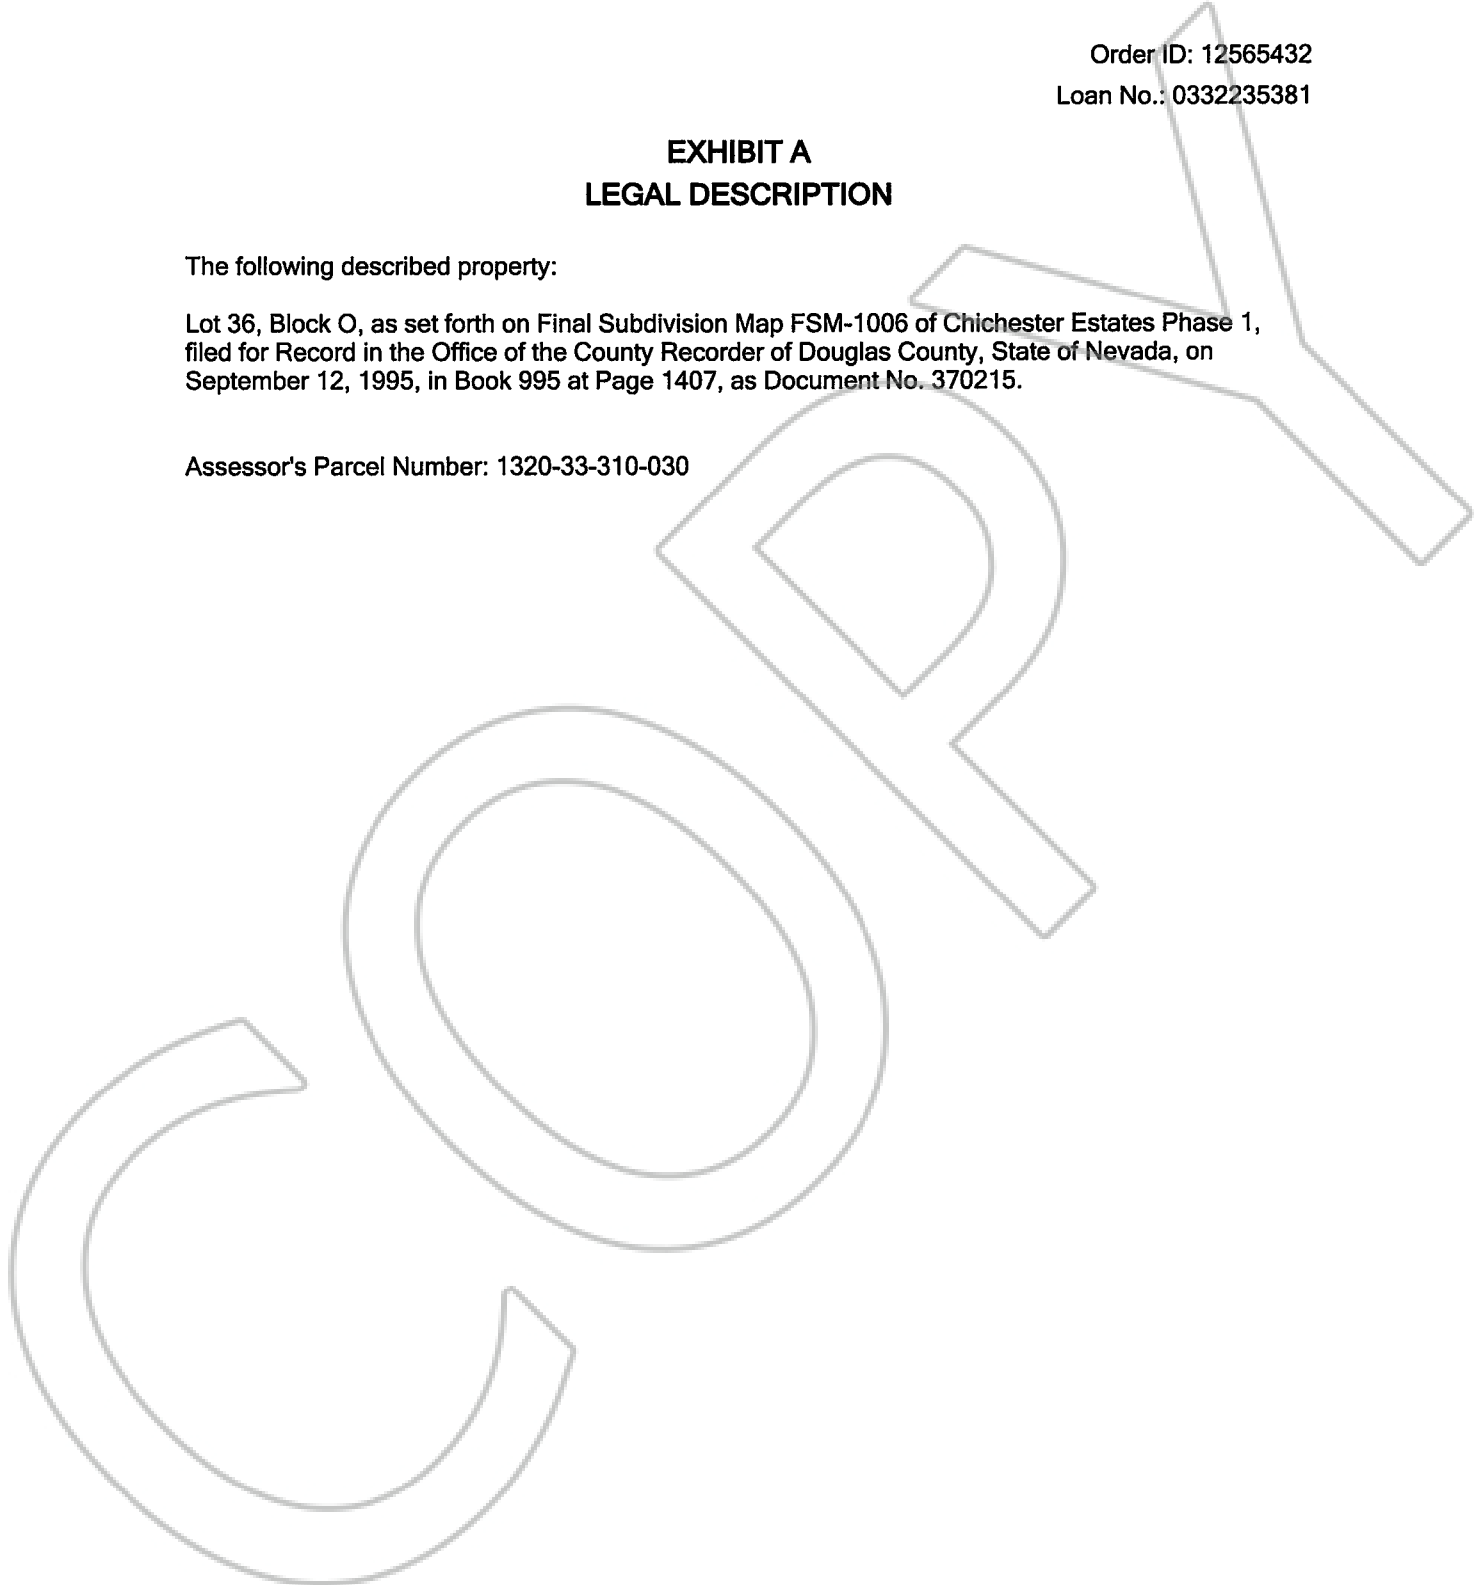 Order ID: 12565432
Loan No.: 0332235381
EXHIBIT A
LEGAL DESCRIPTION
The following described property:
Lot 36, Block O, as set forth on Final Subdivision Map FSM-1006 of Chichester Estates Phase 1,
filed for Record in the Office of the County Recorder of Douglas County, State of Nevada, on
September 12, 1995, in Book 995 at Page 1407, as Document No. 370215.
Assessor's Parcel Number: 1320-33-310-030
COPY